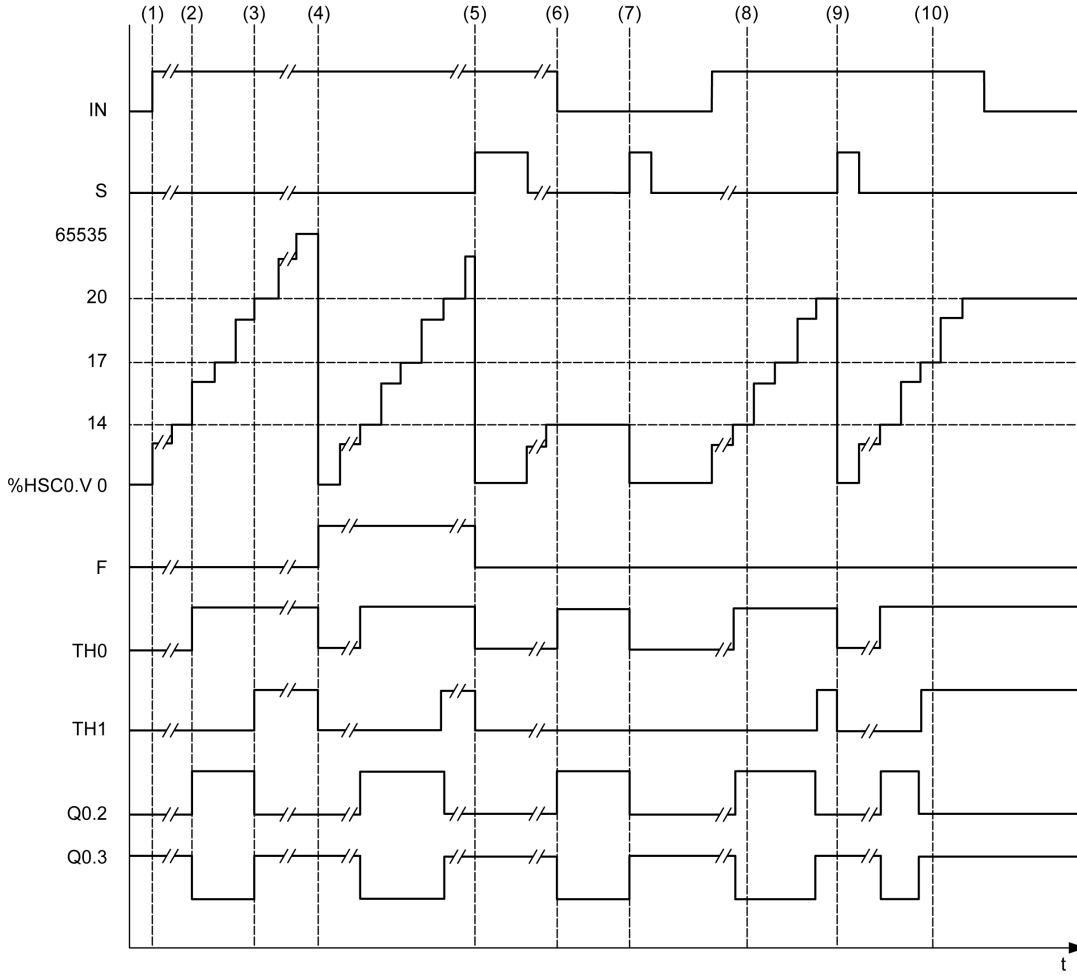 (1) (2) (3) (4) (5) (6) (7) (8) (9) (10)
IN
S
65535
20
17
14
%HSC0.V 0
F
TH0
TH1
Q0.2
Q0.3
t